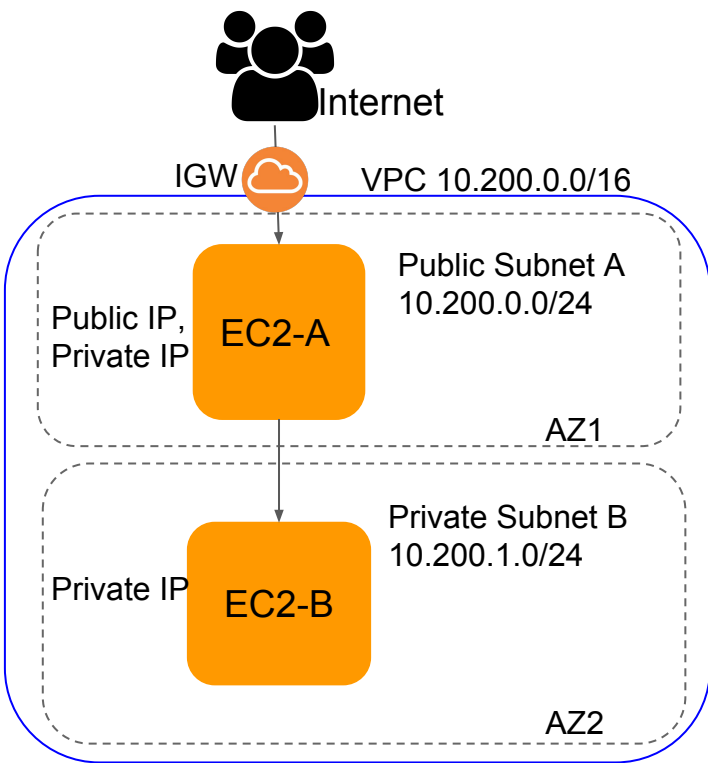 Internet
IGW
VPC 10.200.0.0/16
Public Subnet A
10.200.0.0/24
Public IP,
Private IP
EC2-A
AZ1
Private Subnet B
10.200.1.0/24
Private IP
EC2-B
AZ2